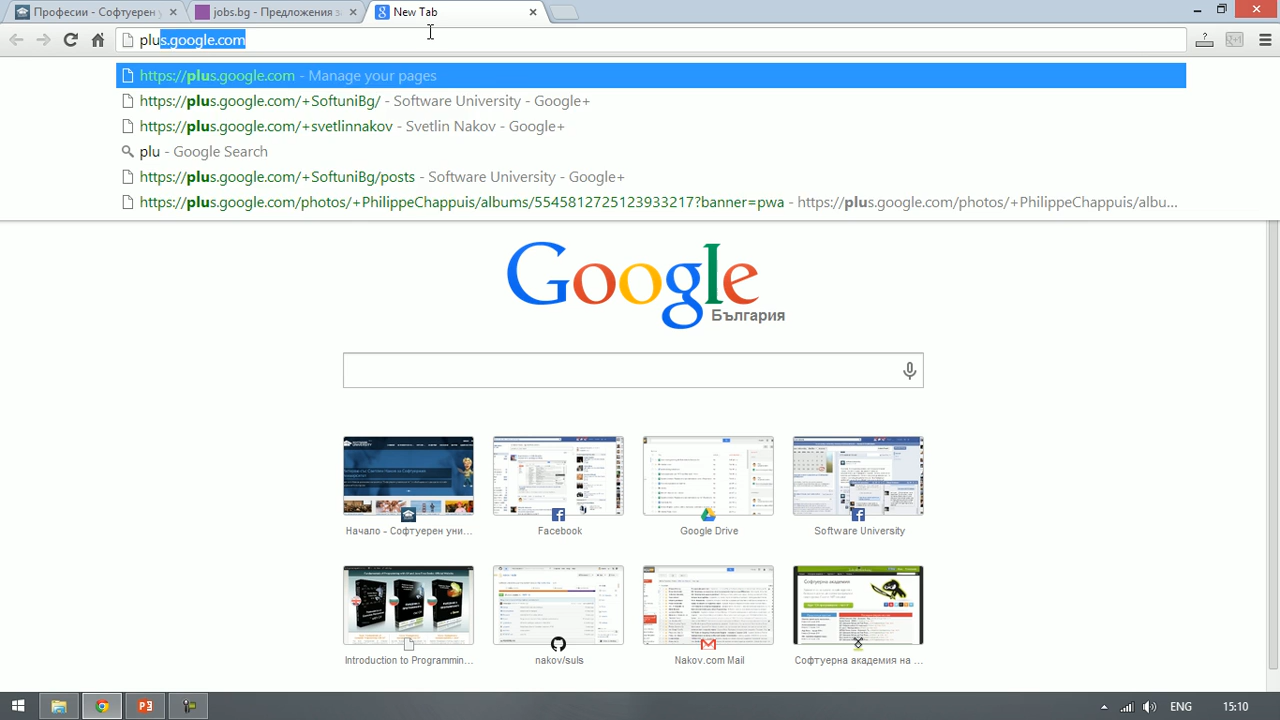 Професии - Софтуерен
jobs.bg - Предложения за
New Tab
plus.google.com
https://plus.google.com - Manage your pages
https://plus.google.com/+SoftuniBg/ - Software University - Google+
https://plus.google.com/+svetlinnakov - Svetlin Nakov - Google+
plu - Google Search
https://plus.google.com/+SoftuniBg/posts - Software University - Google+
https://plus.google.com/photos/+PhilippeChappuis/albums/5545812725123933217?banner=pwa - https://plus.google.com/photos/+PhilippeChappuis/albu...
Google
България
Начало - Софтуерен уни... Facebook Google Drive Software University
Introduction to Programmin... nakov/suls Nakov.com Mail Софтуерна академия на ...
ENG 15:10